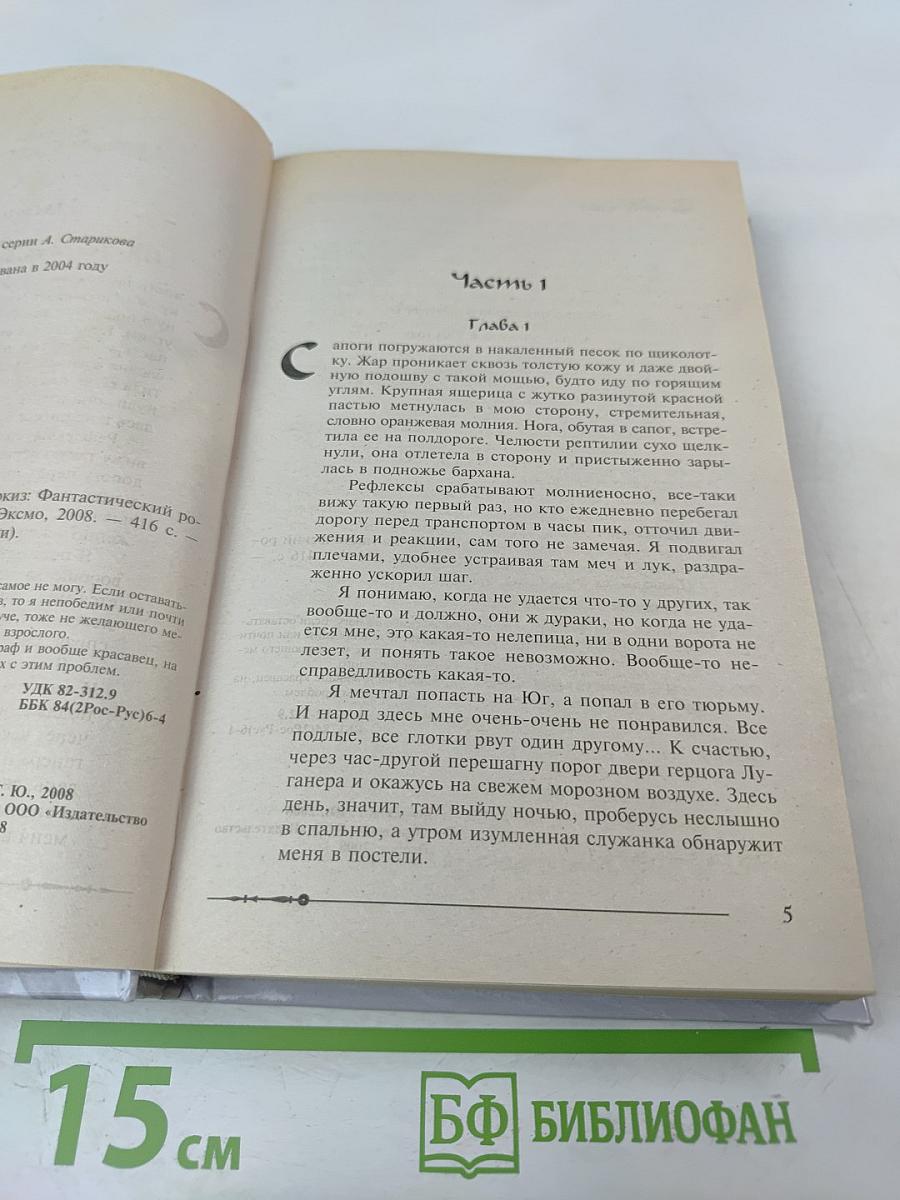 серии А. Старикова
вана в 2004 году
ркиз: Фантастический ро-
Эксмо, 2008. — 416 с. —
и).
самое не могу. Если оставать-
в, то я непобедим или почти
уче, тоже не желающего ме-
взрослого.
раф и вообще красавец, на
х с этим проблем.
УДК 82-312.9
ББК 84(2Рос-Рус)6-4
Г. Ю., 2008
ООО «Издательство
8
Часть 1
Глава 1
Сапоги погружаются в накаленный песок по щиколот-
ку. Жар проникает сквозь толстую кожу и даже двой-
ную подошву с такой мощью, будто иду по горящим
углям. Крупная ящерица с жутко разинутой красной
пастью метнулась в мою сторону, стремительная,
словно оранжевая молния. Нога, обутая в сапог, встре-
тила ее на полдороге. Челюсти рептилии сухо щелк-
нули, она отлетела в сторону и пристыженно зары-
лась в подножье бархана.
Рефлексы срабатывают молниеносно, все-таки
вижу такую первый раз, но кто ежедневно перебегал
дорогу перед транспортом в часы пик, отточил дви-
жения и реакции, сам того не замечая. Я подвигал
плечами, удобнее устраивая там меч и лук, раздра-
женно ускорил шаг.
Я понимаю, когда не удается что-то у других, так
вообще-то и должно, они ж дураки, но когда не уда-
ется мне, это какая-то нелепица, ни в одни ворота не
лезет, и понять такое невозможно. Вообще-то не-
справедливость какая-то.
Я мечтал попасть на Юг, а попал в его тюрьму.
И народ здесь мне очень-очень не понравился. Все
подлые, все глотки рвут один другому... К счастью,
через час-другой перешагну порог двери герцога Лу-
ганера и окажусь на свежем морозном воздухе. Здесь
день, значит, там выйду ночью, проберусь неслышно
в спальню, а утром изумленная служанка обнаружит
меня в постели.
5
15 см
БФ БИБЛИОФАН